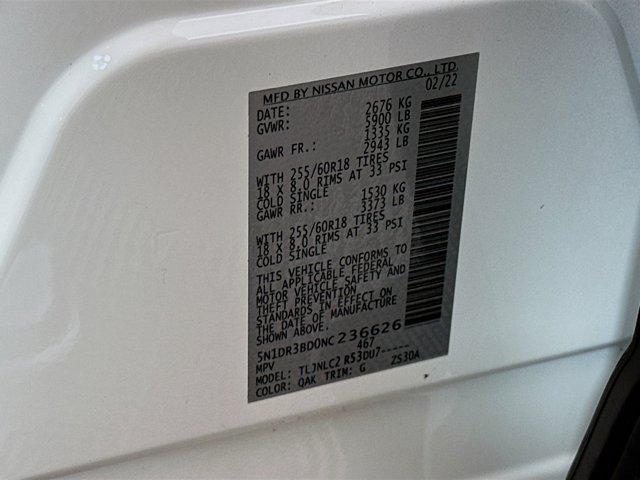 MFD BY NISSAN MOTOR CO., LTD.
DATE: 02/22
GVWR: 2676 KG
5900 LB
GAWR FR.: 1335 KG
2943 LB
WITH 255/60R18 TIRES
18 X 8.0 RIMS AT 33 PSI
COLD SINGLE
GAWR RR.: 1530 KG
3373 LB
WITH 255/60R18 TIRES
18 X 8.0 RIMS AT 33 PSI
COLD SINGLE
THIS VEHICLE CONFORMS TO
ALL APPLICABLE FEDERAL
MOTOR VEHICLE SAFETY AND
THEFT PREVENTION
STANDARDS IN EFFECT ON
THE DATE OF MANUFACTURE
SHOWN ABOVE.
5N1DR3BD0NC236626
MPV 467
MODEL: TLJNLC2 R53DU7-----
COLOR: QAK TRIM: G ZS30A